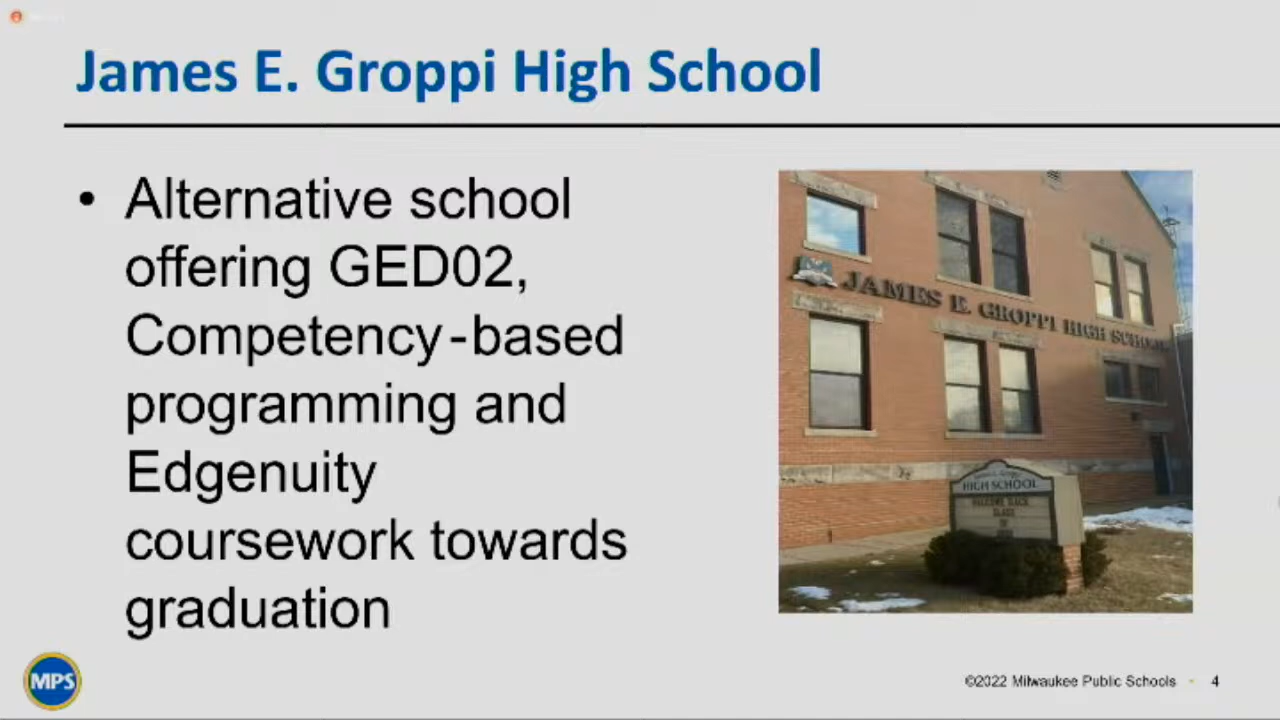 James E. Groppi High School
• Alternative school
offering GED02,
Competency-based
programming and
Edgenuity
coursework towards
graduation
JAMES E. GROPPI HIGH SCHOOL
HIGH SCHOOL
MPS
©2022 Milwaukee Public Schools • 4